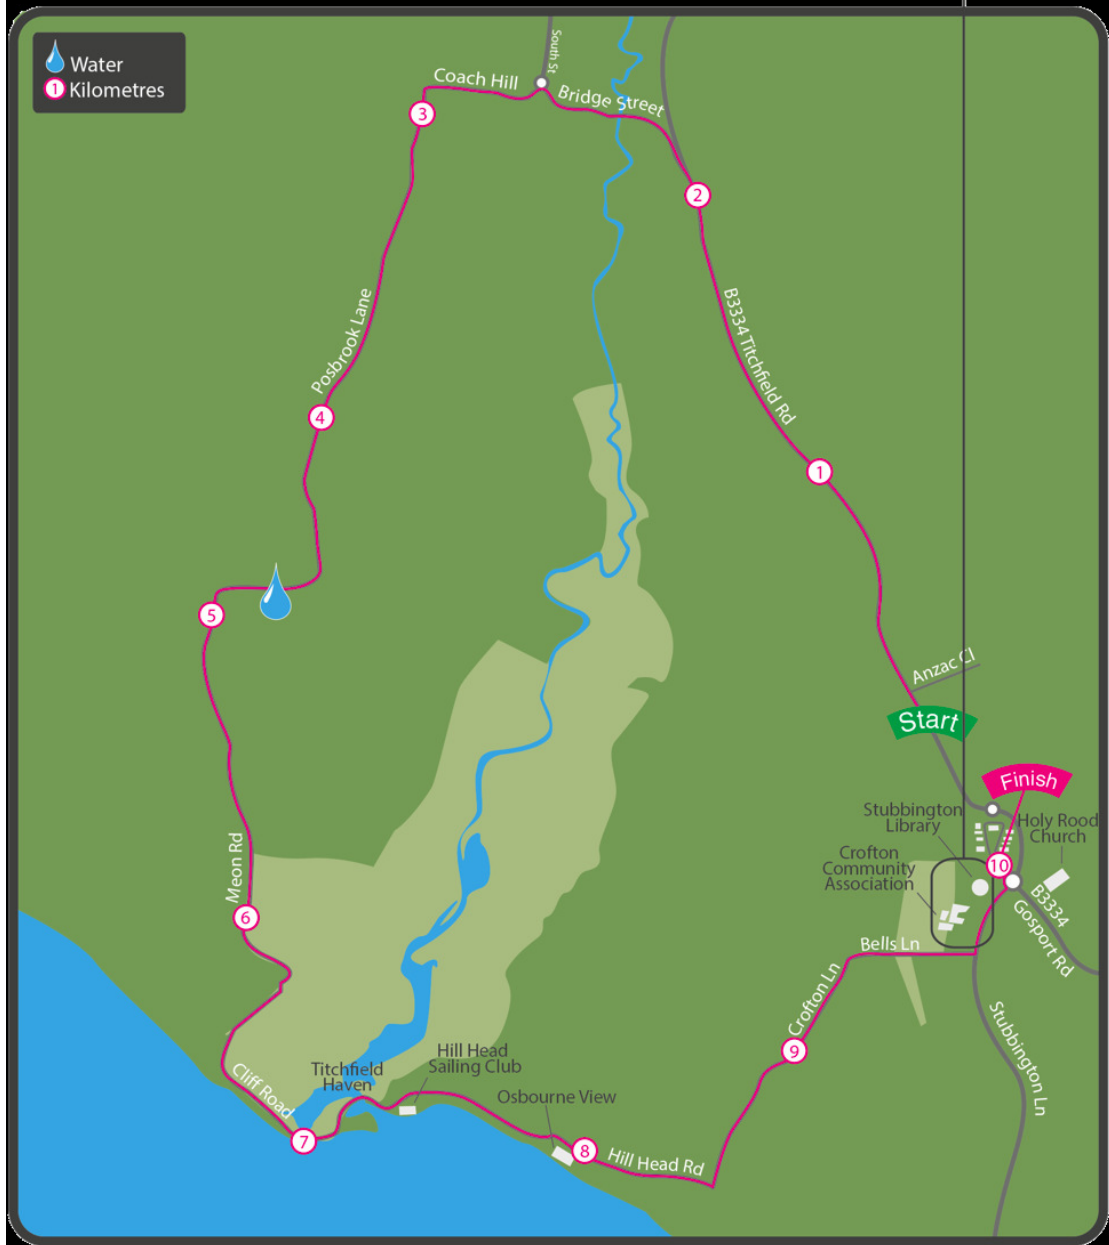 Water
1 Kilometres
South St
Coach Hill
Bridge Street
3
2
B3334 Titchfield Rd
Posbrook Lane
4
1
5
Anzac Cl
Start
Finish
Stubbington
Library
Holy Rood
Church
Crofton
Community
Association
10
B3334
Gosport Rd
Meon Rd
6
Bells Ln
Crofton Ln
Stubbington Ln
9
Hill Head
Sailing Club
Titchfield
Haven
Cliff Road
Osbourne View
7
8
Hill Head Rd